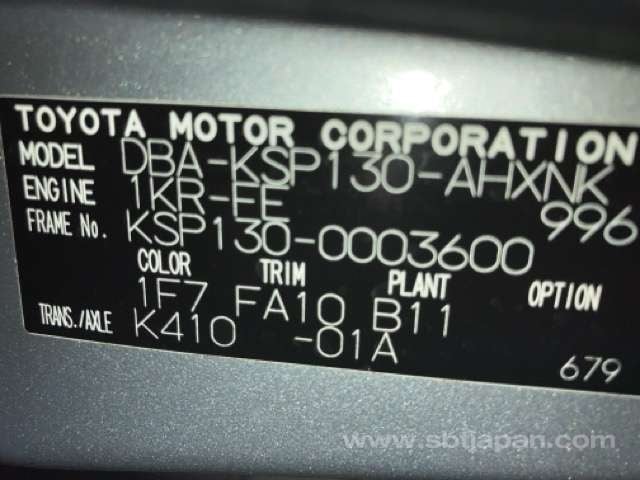 TOYOTA MOTOR CORPORATION
MODEL DBA-KSP130-AHXNK
ENGINE 1KR-FE 996
FRAME No. KSP130-0003600
COLOR TRIM PLANT OPTION
1F7 FA10 B11
TRANS./AXLE K410 -01A
679
www.sbtjapan.com